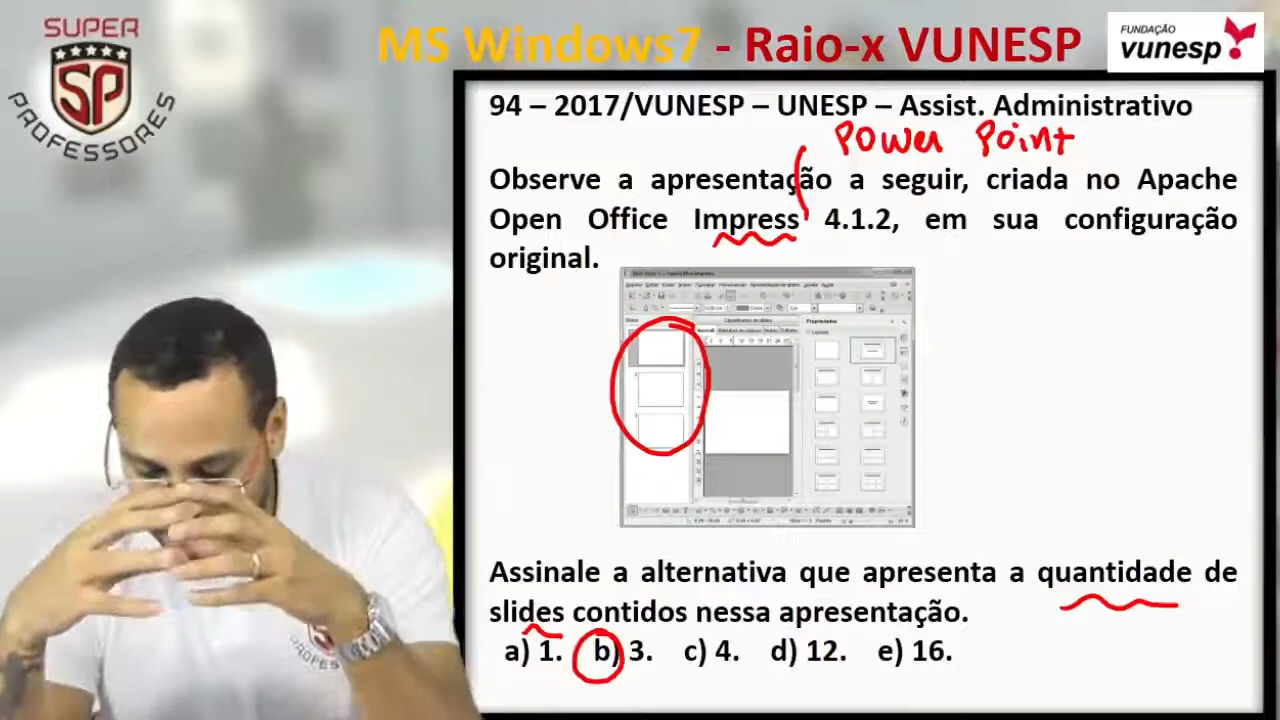 SUPER
SP
PROFESSORES
MS Windows7 - Raio-x VUNESP
FUNDAÇÃO
vunesp
94 – 2017/VUNESP – UNESP – Assist. Administrativo
Power Point
Observe a apresentação a seguir, criada no Apache
Open Office Impress 4.1.2, em sua configuração
original.
Assinale a alternativa que apresenta a quantidade de
slides contidos nessa apresentação.
a) 1. b) 3. c) 4. d) 12. e) 16.
SUPER
PROFESSORES